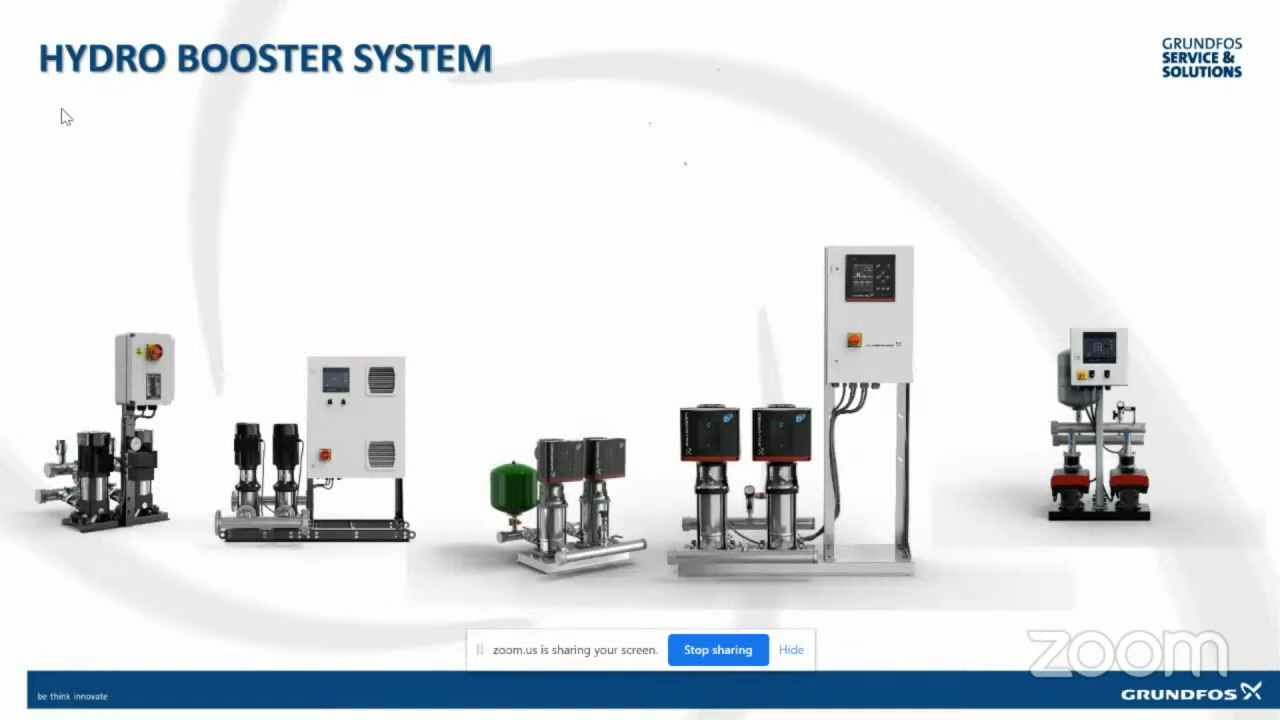 HYDRO BOOSTER SYSTEM
GRUNDFOS
SERVICE &
SOLUTIONS
zoom.us is sharing your screen.
Stop sharing
Hide
zoom
be think innovate
GRUNDFOS